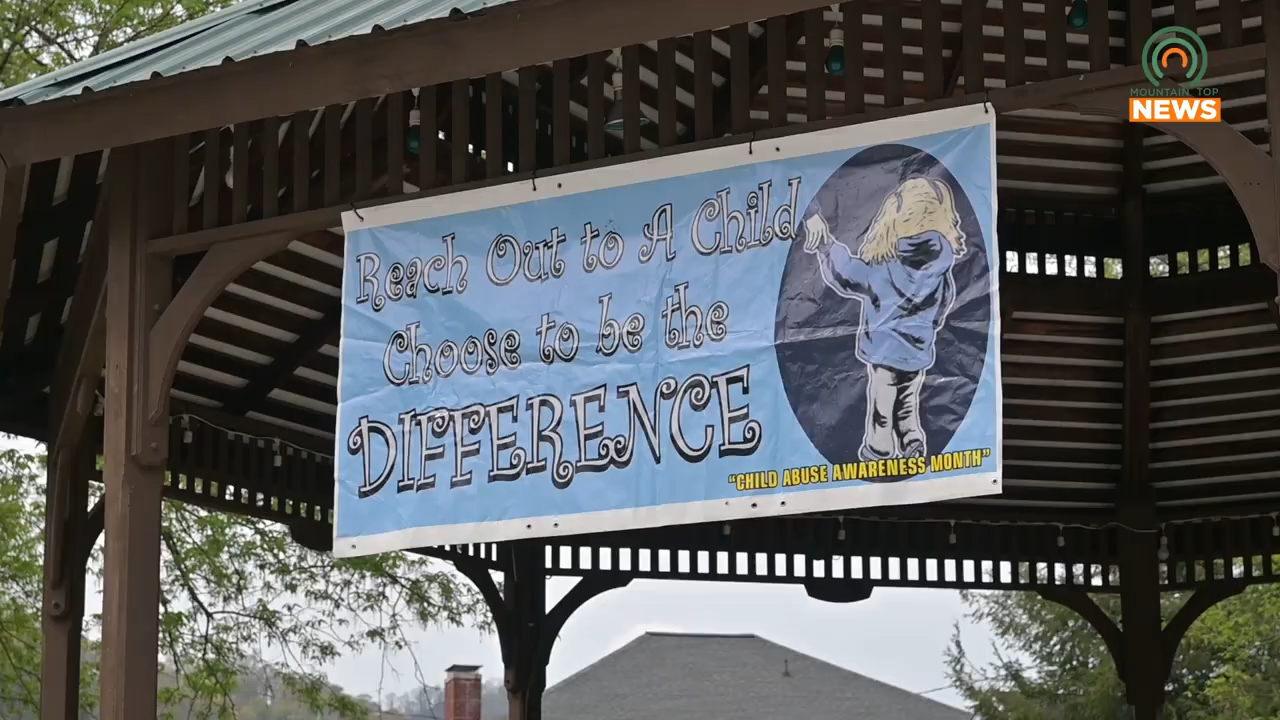 MOUNTAIN TOP
NEWS
Reach Out to A Child
Choose to be the
DIFFERENCE
“CHILD ABUSE AWARENESS MONTH”